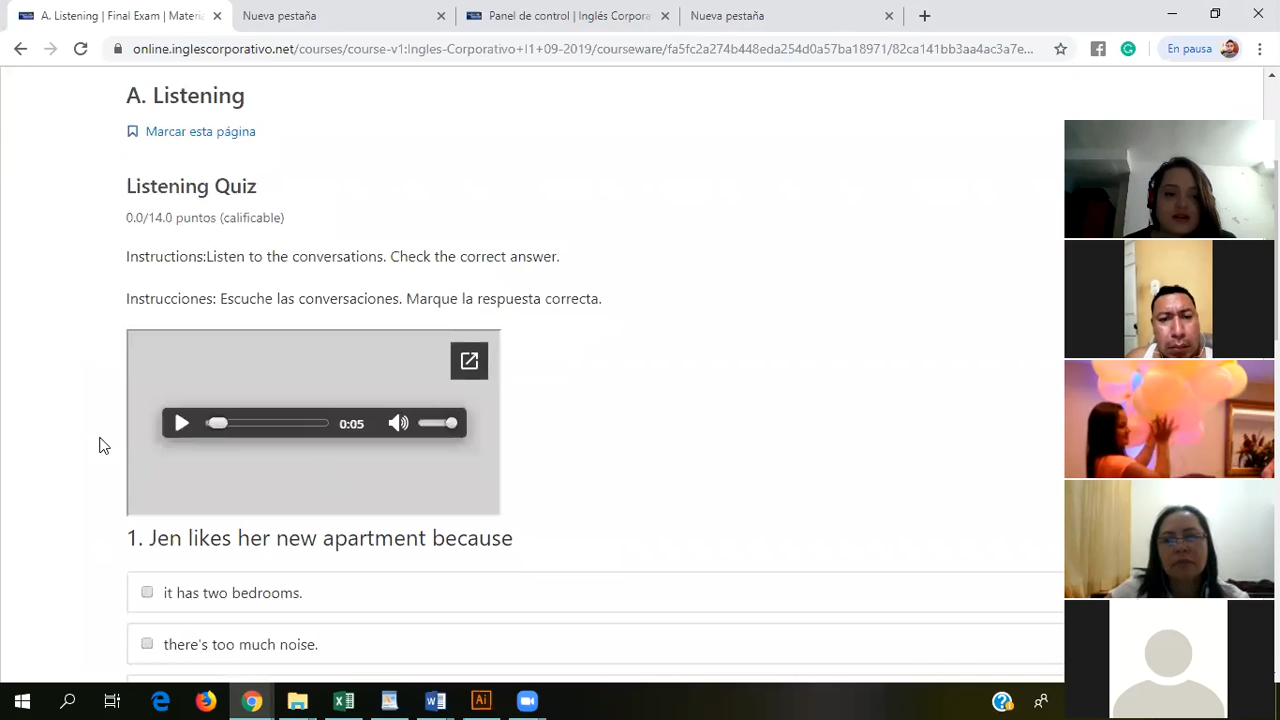 A. Listening | Final Exam | Materia
Nueva pestaña
Panel de control | Inglés Corpora
Nueva pestaña
online.inglescorporativo.net/courses/course-v1:Ingles-Corporativo+I1+09-2019/courseware/fa5fc2a274b448eda254d0a57ba18971/82ca141bb3aa4ac3a7e...
En pausa
A. Listening
Marcar esta página
Listening Quiz
0.0/14.0 puntos (calificable)
Instructions:Listen to the conversations. Check the correct answer.
Instrucciones: Escuche las conversaciones. Marque la respuesta correcta.
0:05
1. Jen likes her new apartment because
it has two bedrooms.
there's too much noise.